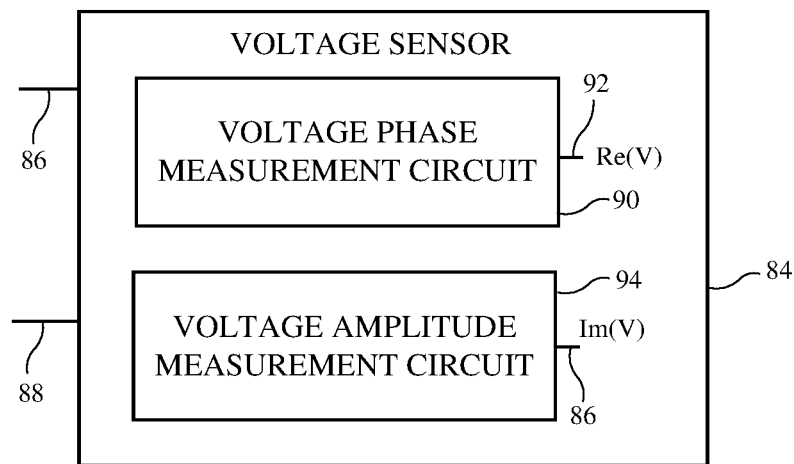 VOLTAGE SENSOR
86
VOLTAGE PHASE
MEASUREMENT CIRCUIT
92
Re(V)
90
84
88
VOLTAGE AMPLITUDE
MEASUREMENT CIRCUIT
94
Im(V)
86